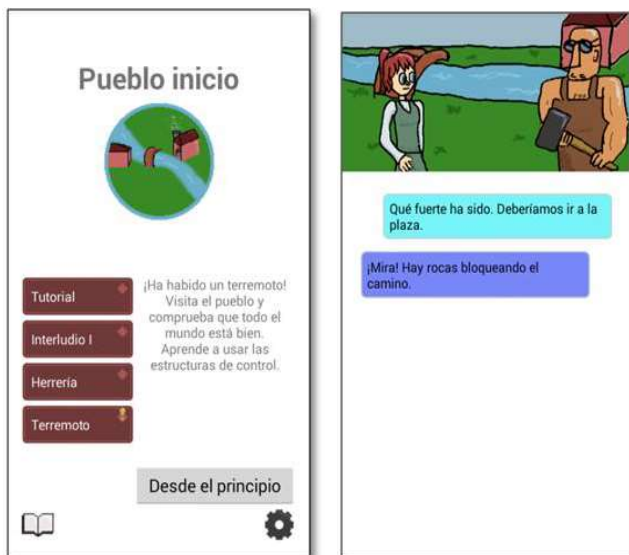 Pueblo inicio
Tutorial
Interludio I
Herrería
Terremoto
¡Ha habido un terremoto!
Visita el pueblo y
comprueba que todo el
mundo está bien.
Aprende a usar las
estructuras de control.
Desde el principio
Qué fuerte ha sido. Deberíamos ir a la
plaza.
¡Mira! Hay rocas bloqueando el
camino.